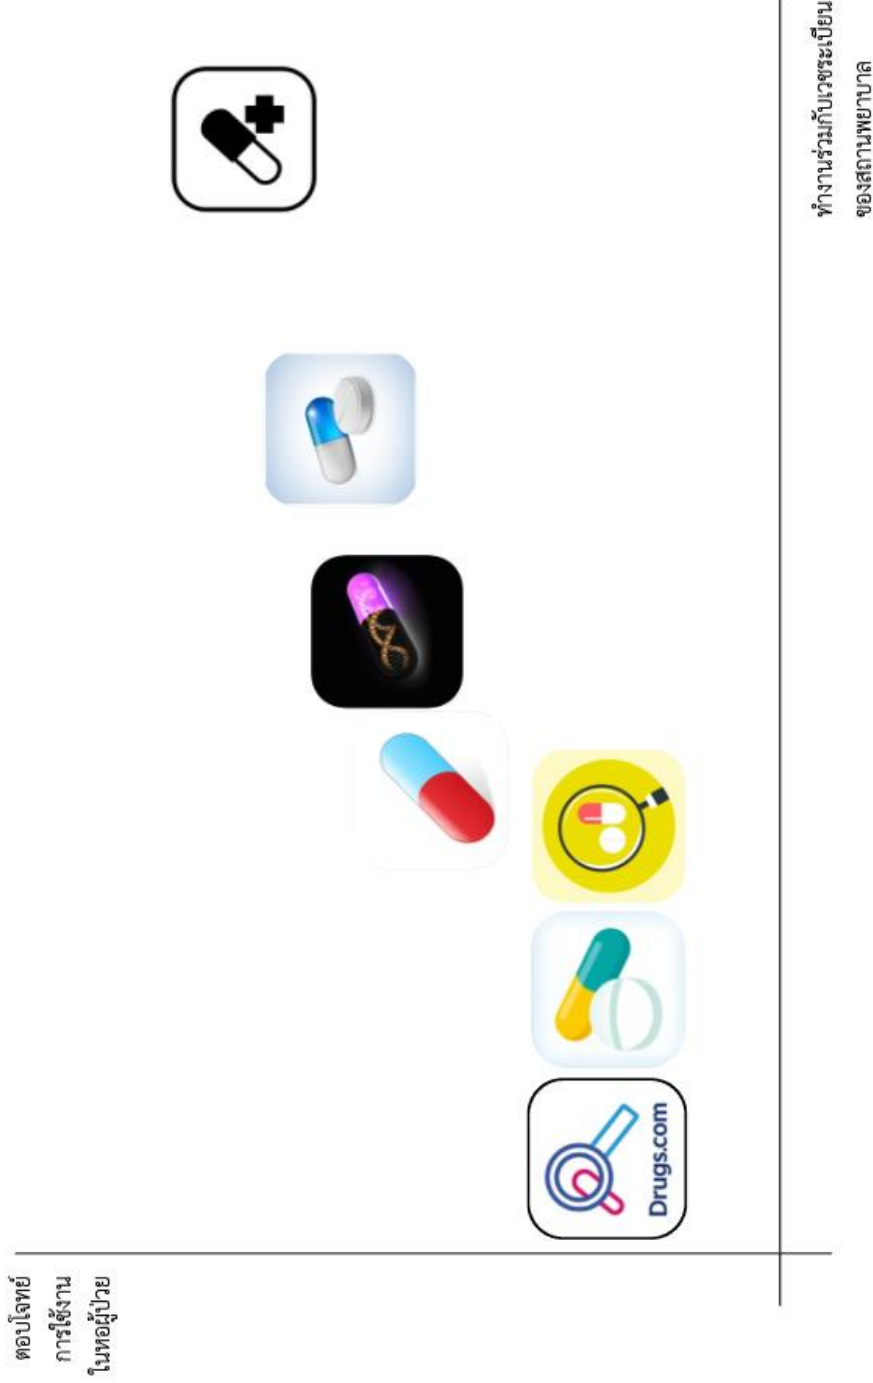 ตอบโจทย์
การใช้งาน
ในหอผู้ป่วย
Drugs.com
ทำงานร่วมกับเวชระเบียน
ของสถานพยาบาล